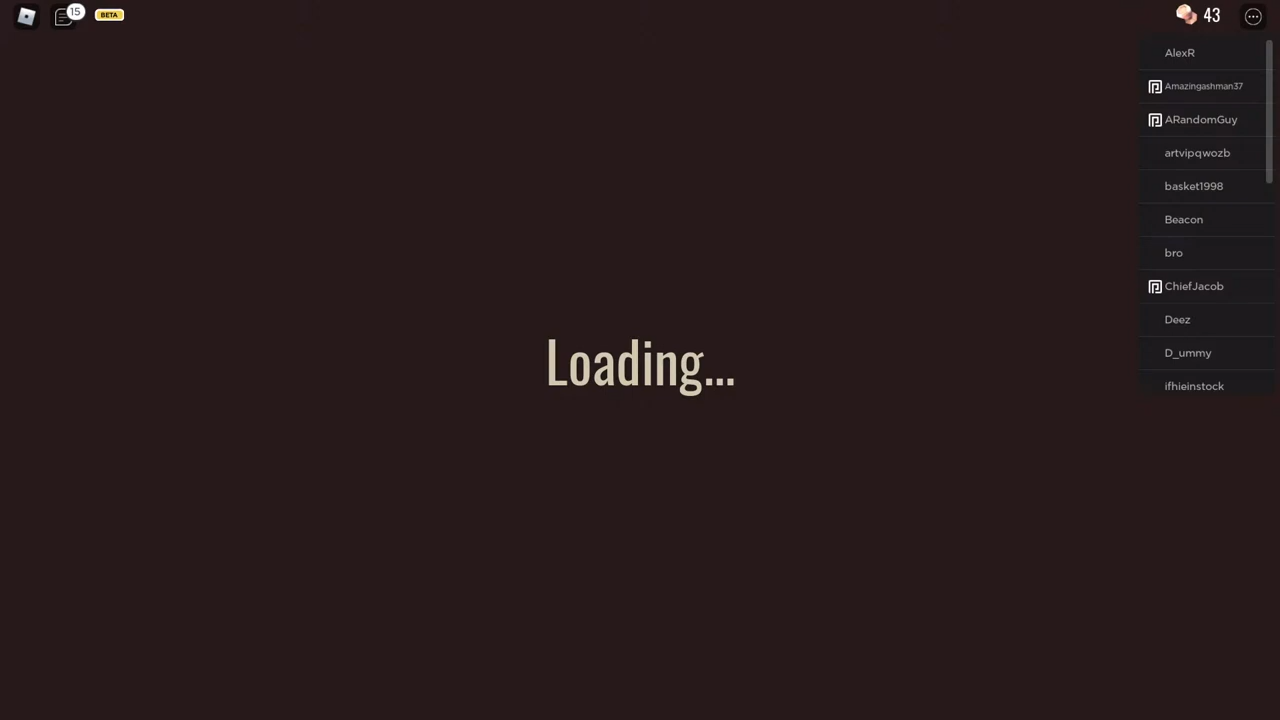 15
BETA
43
AlexR
Amazingashman37
ARandomGuy
artvipqwozb
basket1998
Beacon
bro
ChiefJacob
Deez
D_ummy
ifhieinstock
Loading...